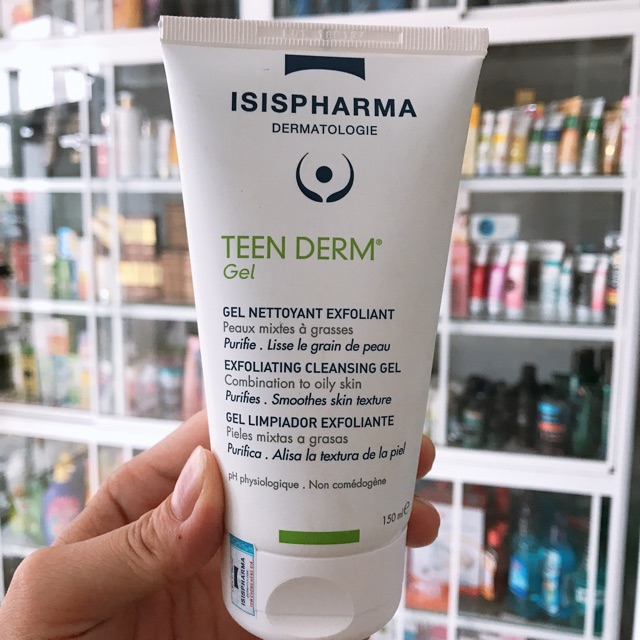 ISISPHARMA
DERMATOLOGIE
TEEN DERM®
Gel
GEL NETTOYANT EXFOLIANT
Peaux mixtes à grasses
Purifie . Lisse le grain de peau
EXFOLIATING CLEANSING GEL
Combination to oily skin
Purifies . Smoothes skin texture
GEL LIMPIADOR EXFOLIANTE
Pieles mixtas a grasas
Purifica . Alisa la textura de la piel
pH physiologique . Non comédogène
150 ml e
ISISPHARMA